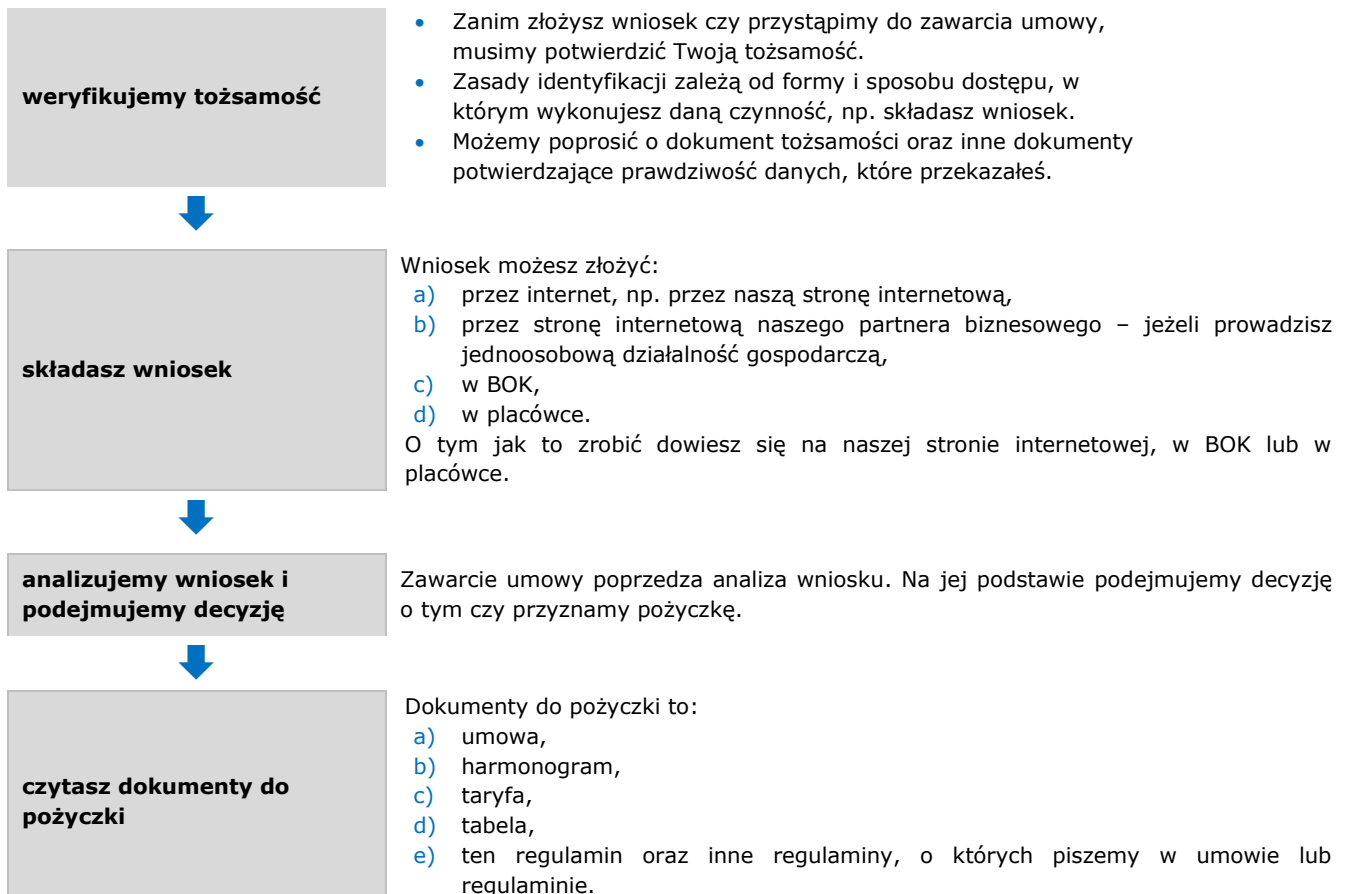 weryfikujemy tożsamość
• Zanim złożysz wniosek czy przystąpimy do zawarcia umowy,
musimy potwierdzić Twoją tożsamość.
• Zasady identyfikacji zależą od formy i sposobu dostępu, w
którym wykonujesz daną czynność, np. składasz wniosek.
• Możemy poprosić o dokument tożsamości oraz inne dokumenty
potwierdzające prawdziwość danych, które przekazałeś.
składasz wniosek
Wniosek możesz złożyć:
a) przez internet, np. przez naszą stronę internetową,
b) przez stronę internetową naszego partnera biznesowego – jeżeli prowadzisz
jednoosobową działalność gospodarczą,
c) w BOK,
d) w placówce.
O tym jak to zrobić dowiesz się na naszej stronie internetowej, w BOK lub w
placówce.
analizujemy wniosek i
podejmujemy decyzję
Zawarcie umowy poprzedza analiza wniosku. Na jej podstawie podejmujemy decyzję
o tym czy przyznamy pożyczkę.
czytasz dokumenty do
pożyczki
Dokumenty do pożyczki to:
a) umowa,
b) harmonogram,
c) taryfa,
d) tabela,
e) ten regulamin oraz inne regulaminy, o których piszemy w umowie lub
regulaminie.